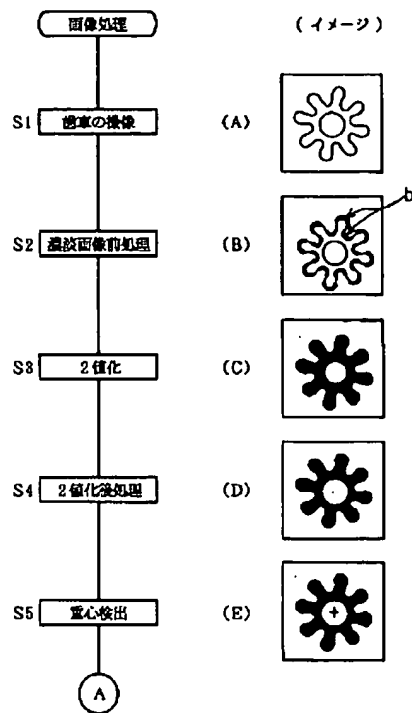 画像処理
(イメージ)
S1 歯車の撮像 (A)
b
S2 濃淡画像前処理 (B)
S3 2値化 (C)
S4 2値化後処理 (D)
S5 重心検出 (E)
A